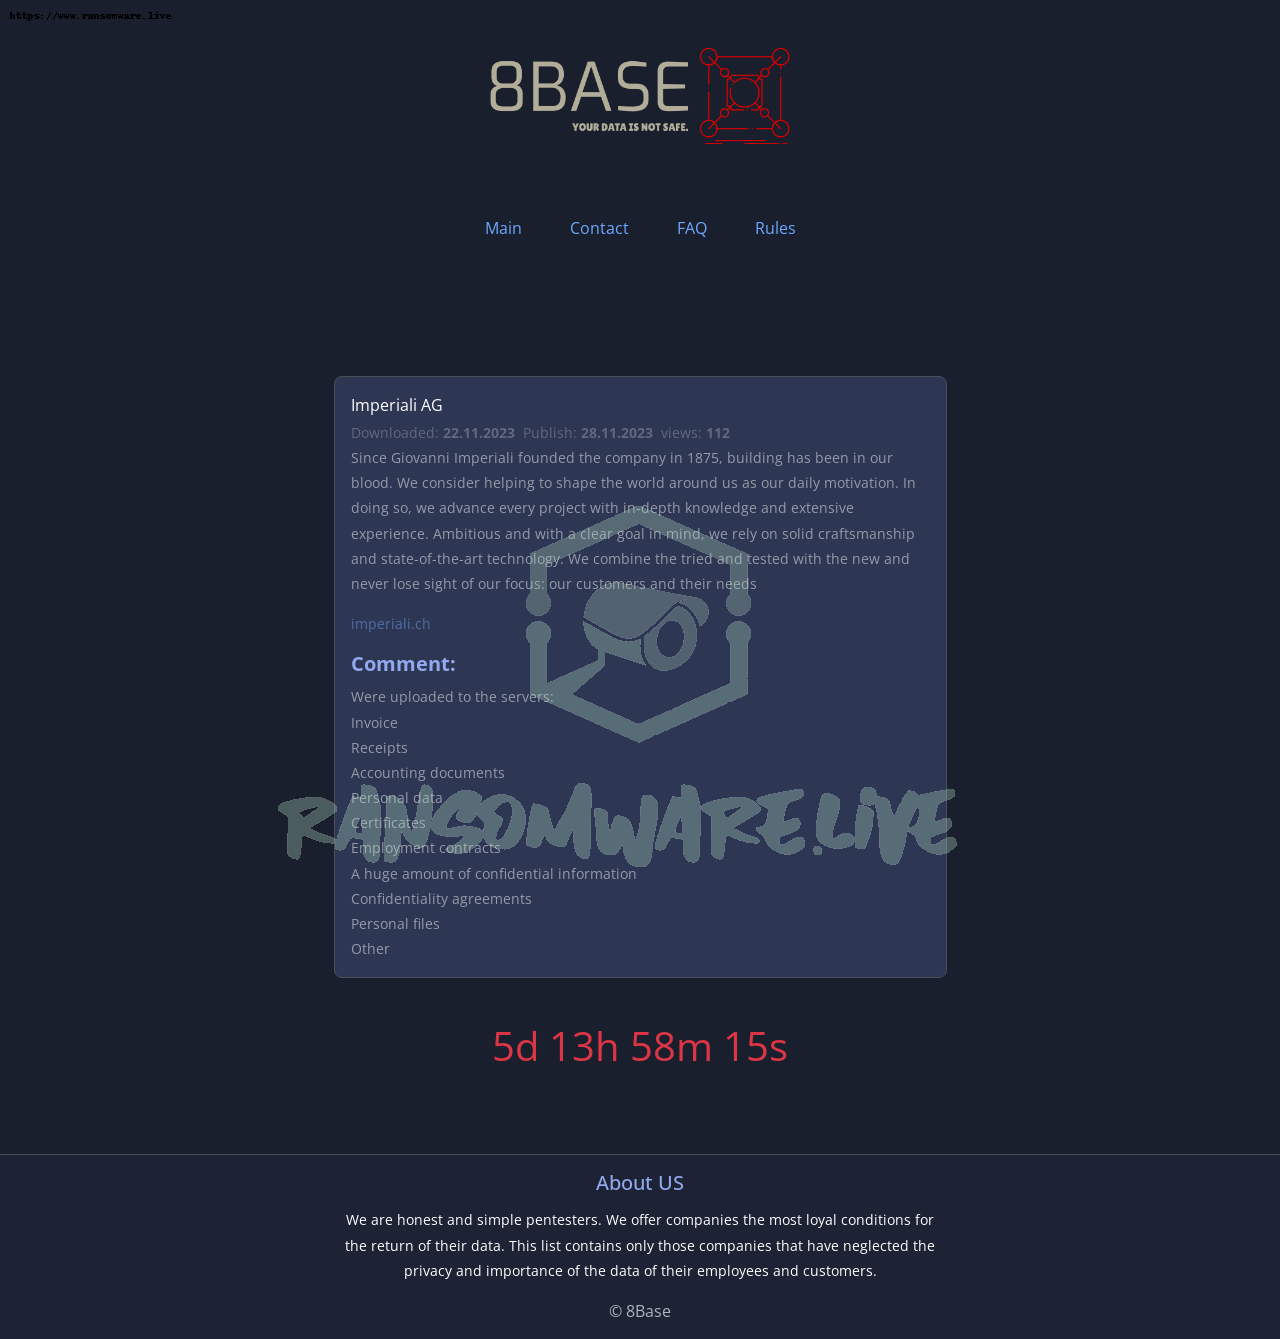 https://www.ransomware.live
8BASE
YOUR DATA IS NOT SAFE.
Main Contact FAQ Rules
Imperiali AG
Downloaded: 22.11.2023 Publish: 28.11.2023 views: 112
Since Giovanni Imperiali founded the company in 1875, building has been in our
blood. We consider helping to shape the world around us as our daily motivation. In
doing so, we advance every project with in-depth knowledge and extensive
experience. Ambitious and with a clear goal in mind, we rely on solid craftsmanship
and state-of-the-art technology. We combine the tried and tested with the new and
never lose sight of our focus: our customers and their needs
imperiali.ch
Comment:
Were uploaded to the servers:
Invoice
Receipts
Accounting documents
Personal data
Certificates
RANSOMWARE.LIVE
Employment contracts
A huge amount of confidential information
Confidentiality agreements
Personal files
Other
5d 13h 58m 15s
About US
We are honest and simple pentesters. We offer companies the most loyal conditions for
the return of their data. This list contains only those companies that have neglected the
privacy and importance of the data of their employees and customers.
© 8Base